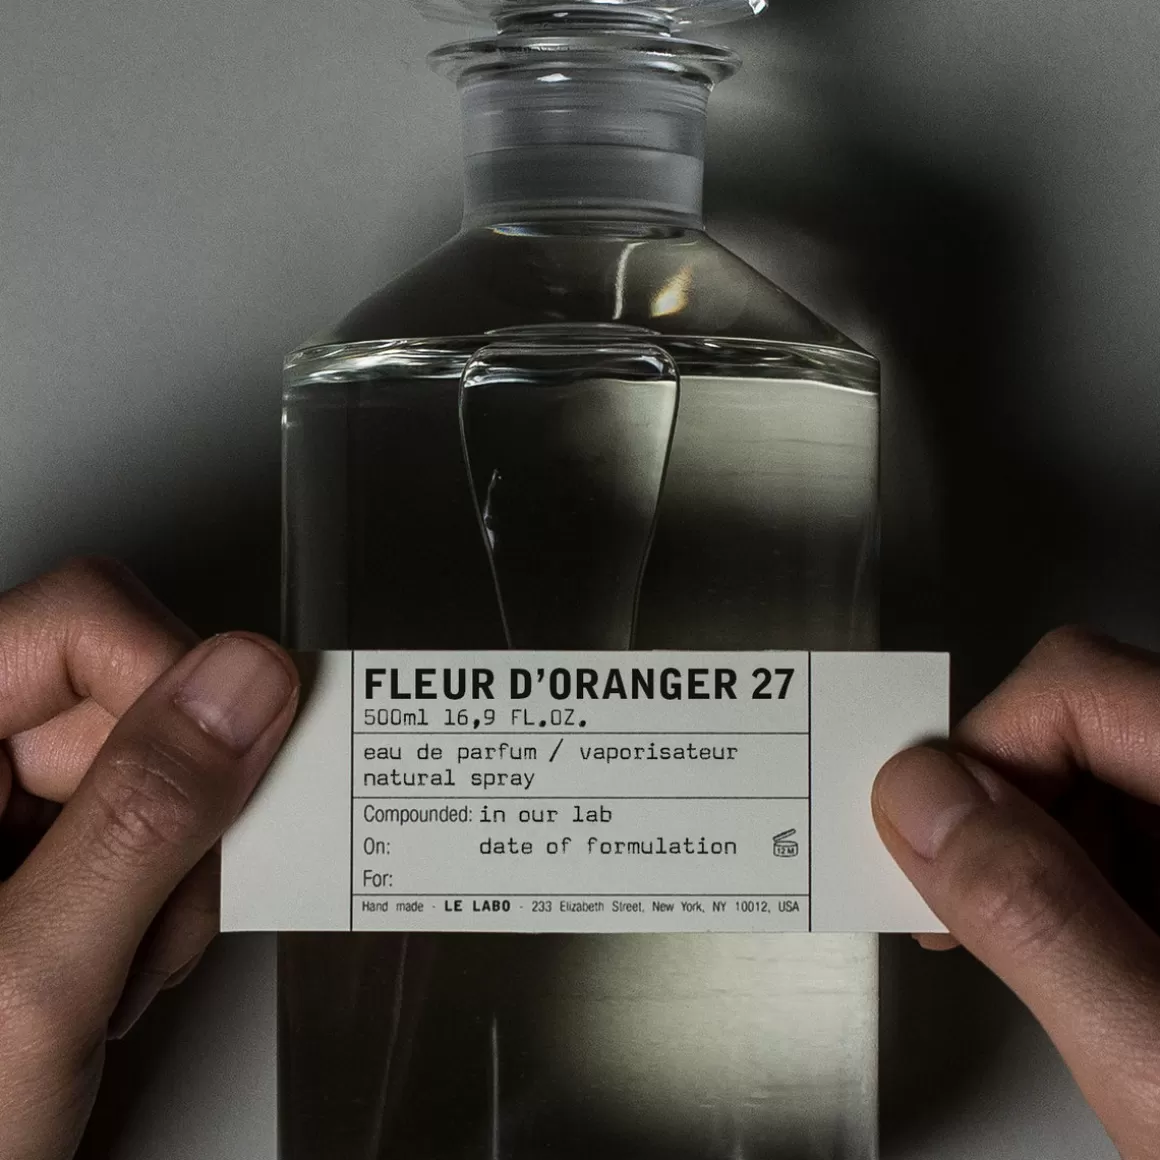 FLEUR D’ORANGER 27
500ml 16,9 FL.OZ.
eau de parfum / vaporisateur
natural spray
Compounded: in our lab
On: date of formulation
12 M
For:
Hand made - LE LABO - 233 Elizabeth Street, New York, NY 10012, USA